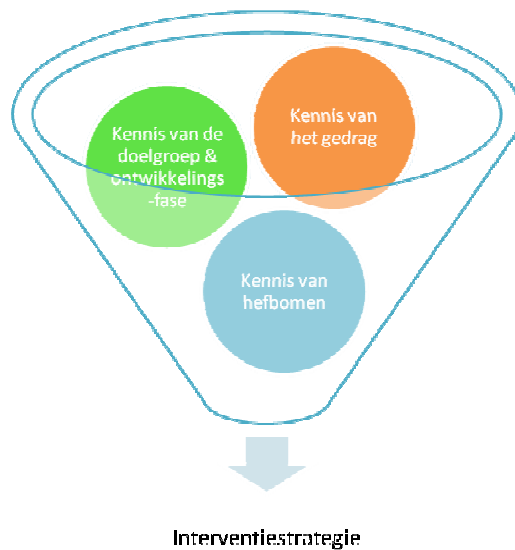 Kennis van de
doelgroep &
ontwikkelings
-fase
Kennis van
het gedrag
Kennis van
hefbomen
Interventiestrategie